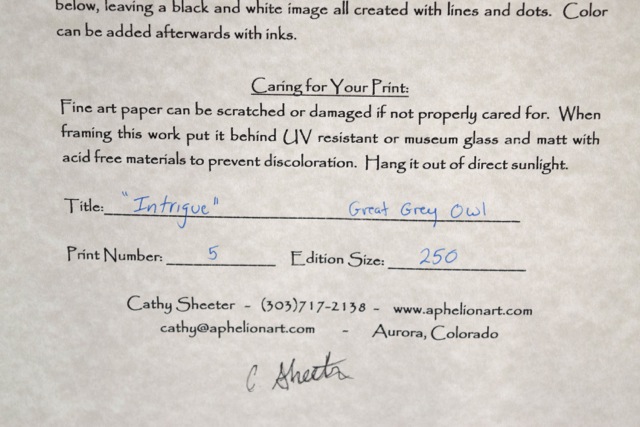 below, leaving a black and white image all created with lines and dots. Color
can be added afterwards with inks.
Caring for Your Print:
Fine art paper can be scratched or damaged if not properly cared for. When
framing this work put it behind UV resistant or museum glass and matt with
acid free materials to prevent discoloration. Hang it out of direct sunlight.
Title: "Intrigue" Great Grey Owl
Print Number: 5 Edition Size: 250
Cathy Sheeter - (303)717-2138 - www.aphelionart.com
cathy@aphelionart.com - Aurora, Colorado
C Sheeter